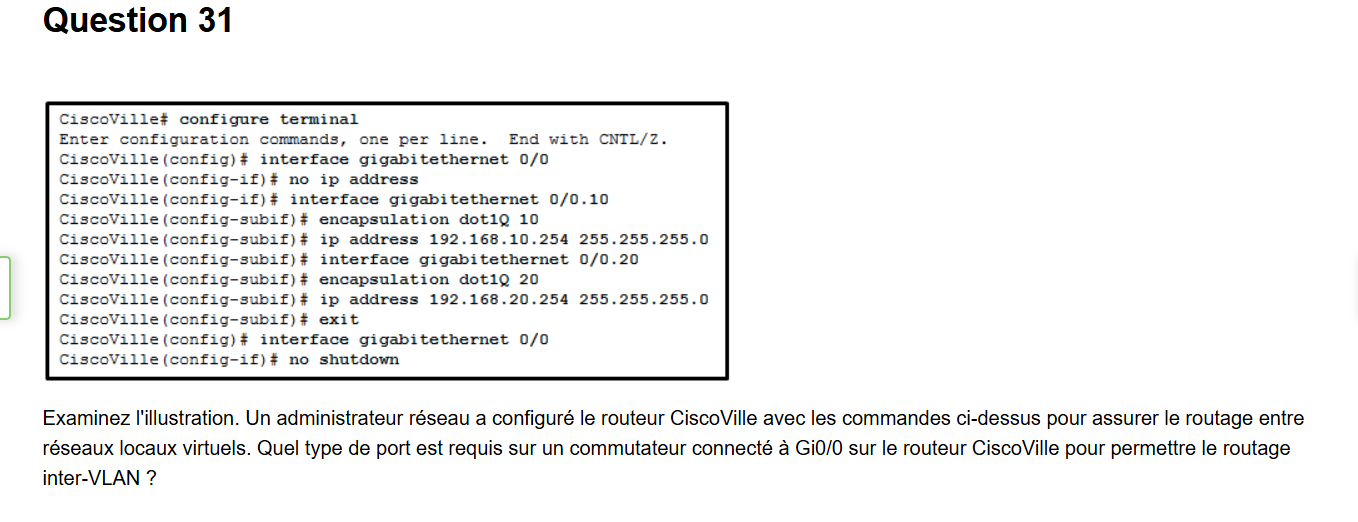 Question 31
CiscoVille# configure terminal
Enter configuration commands, one per line.  End with CNTL/Z.
CiscoVille(config)# interface gigabitethernet 0/0
CiscoVille(config-if)# no ip address
CiscoVille(config-if)# interface gigabitethernet 0/0.10
CiscoVille(config-subif)# encapsulation dot1Q 10
CiscoVille(config-subif)# ip address 192.168.10.254 255.255.255.0
CiscoVille(config-subif)# interface gigabitethernet 0/0.20
CiscoVille(config-subif)# encapsulation dot1Q 20
CiscoVille(config-subif)# ip address 192.168.20.254 255.255.255.0
CiscoVille(config-subif)# exit
CiscoVille(config)# interface gigabitethernet 0/0
CiscoVille(config-if)# no shutdown
Examinez l'illustration. Un administrateur réseau a configuré le routeur CiscoVille avec les commandes ci-dessus pour assurer le routage entre
réseaux locaux virtuels. Quel type de port est requis sur un commutateur connecté à Gi0/0 sur le routeur CiscoVille pour permettre le routage
inter-VLAN ?